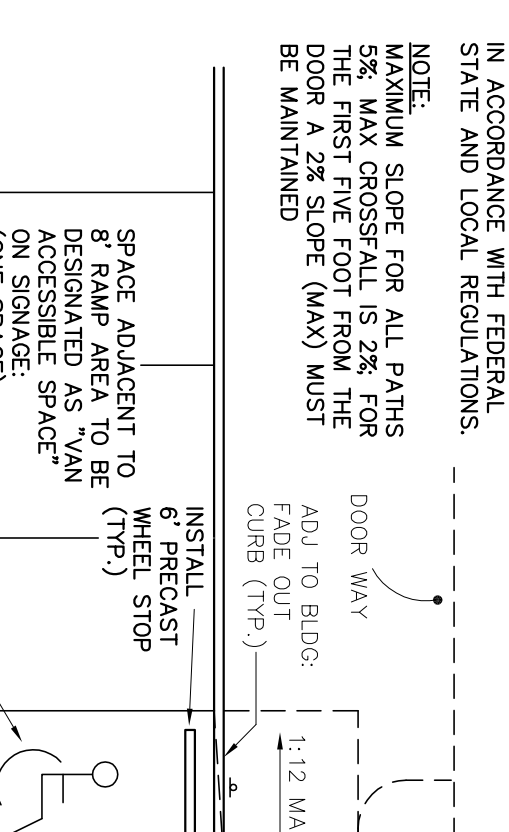 IN ACCORDANCE WITH FEDERAL
STATE AND LOCAL REGULATIONS.
NOTE:
MAXIMUM SLOPE FOR ALL PATHS
5%; MAX CROSSFALL IS 2%; FOR
THE FIRST FIVE FOOT FROM THE
DOOR A 2% SLOPE (MAX) MUST
BE MAINTAINED
DOOR WAY
ADJ TO BLDG:
FADE OUT
CURB (TYP.)
1:12 MA
INSTALL
6' PRECAST
WHEEL STOP
(TYP.)
SPACE ADJACENT TO
8' RAMP AREA TO BE
DESIGNATED AS "VAN
ACCESSIBLE SPACE"
ON SIGNAGE: